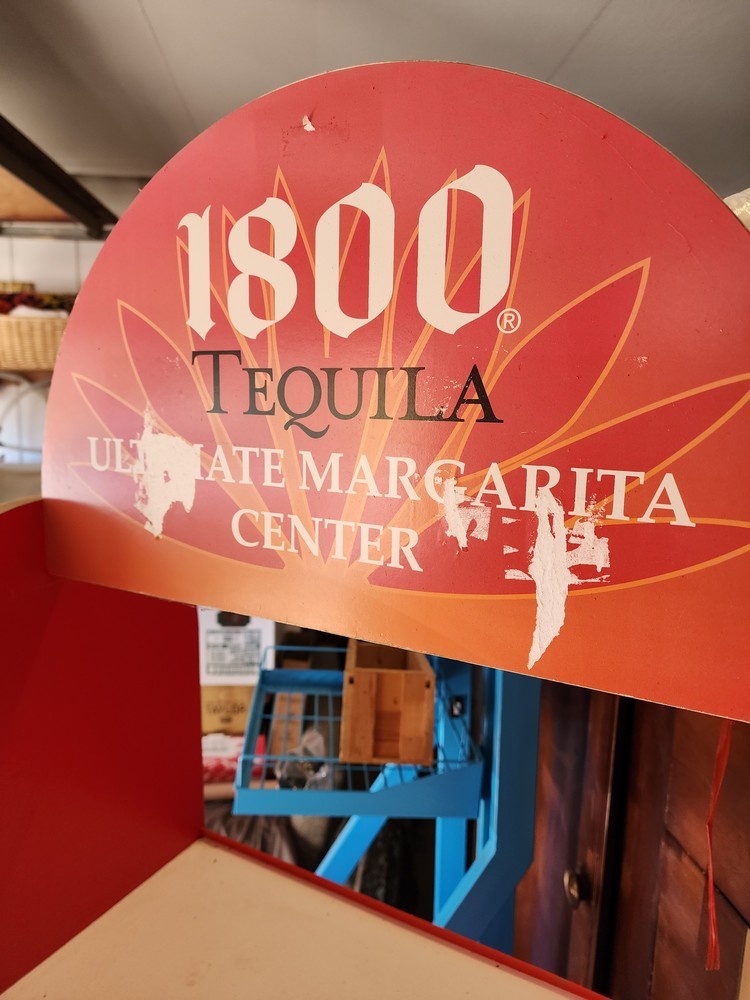 1800®
TEQUILA
ULTIMATE MARGARITA
CENTER